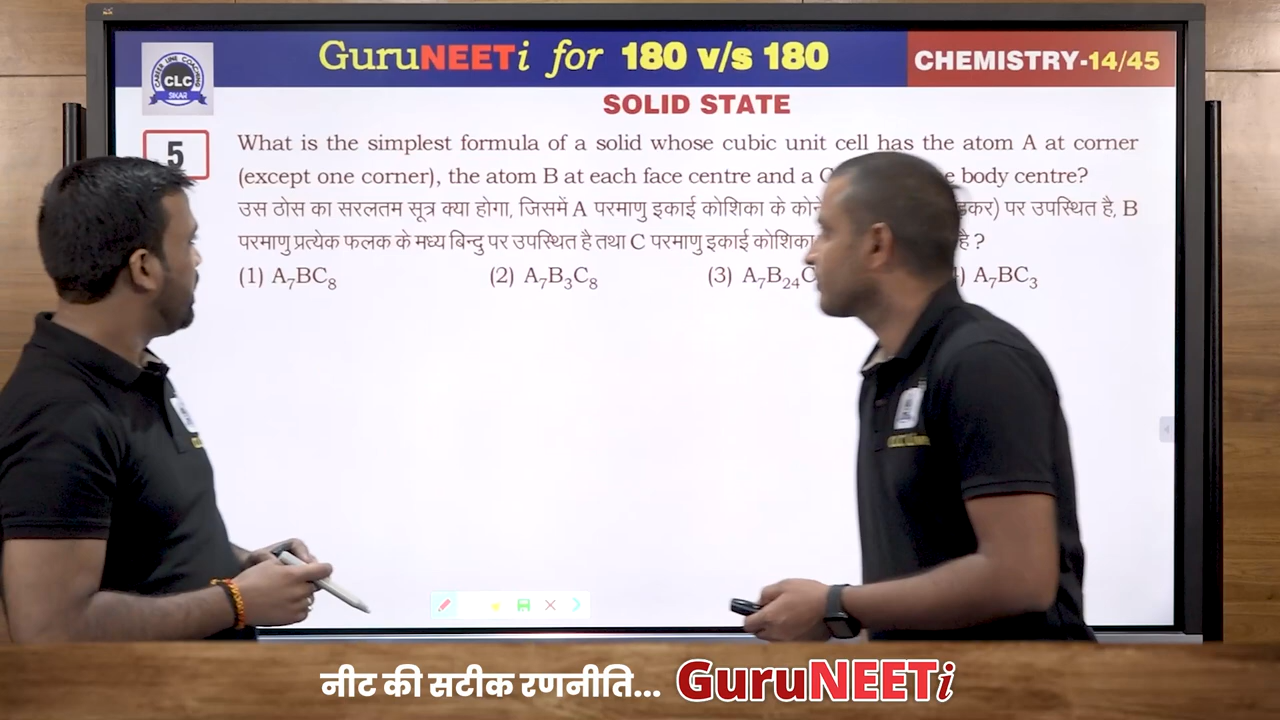 GuruNEETi for 180 v/s 180
CHEMISTRY-14/45
CLC
SIKAR
SOLID STATE
5
What is the simplest formula of a solid whose cubic unit cell has the atom A at corner
(except one corner), the atom B at each face centre and a body centre?
उस ठोस का सरलतम सूत्र क्या होगा, जिसमें A परमाणु इकाई कोशिका के पर उपस्थित है, B
परमाणु प्रत्येक फलक के मध्य बिन्दु पर उपस्थित है तथा C परमाणु इकाई है ?
(1) A₇BC₈ (2) A₇B₃C₈ (3) A₇B₂₄ A₇BC₃
नीट की सटीक रणनीति... GuruNEETi